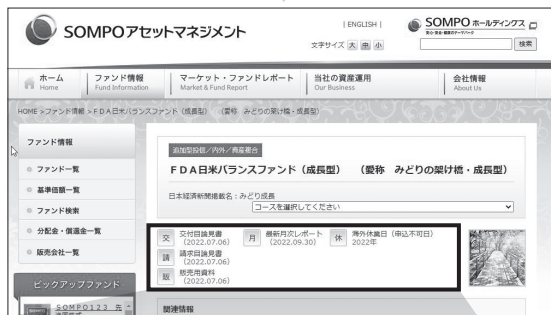 SOMPOアセットマネジメント
| ENGLISH |
SOMPO ホールディングス
安心・安全・健康のテーマパーク
文字サイズ 大 中 小
検索
ホーム
Home
ファンド情報
Fund Information
マーケット・ファンドレポート
Market & Fund Report
当社の資産運用
Our Business
会社情報
About Us
HOME >ファンド情報 >FDA日米バランスファンド（成長型） （愛称 みどりの架け橋・成長型）
ファンド情報
ファンド一覧
基準価額一覧
ファンド検索
分配金・償還金一覧
販売会社一覧
ピックアップファンド
SOMPO123 先
追加型投信／内外／資産複合
FDA日米バランスファンド（成長型） （愛称 みどりの架け橋・成長型）
日本経済新聞掲載名：みどり成長
コースを選択してください
交 交付目論見書
（2022.07.06）
月 最新月次レポート
（2022.09.30）
休 海外休業日（申込不可日）
2022年
請 請求目論見書
（2022.07.06）
販 販売用資料
（2022.07.06）
関連情報